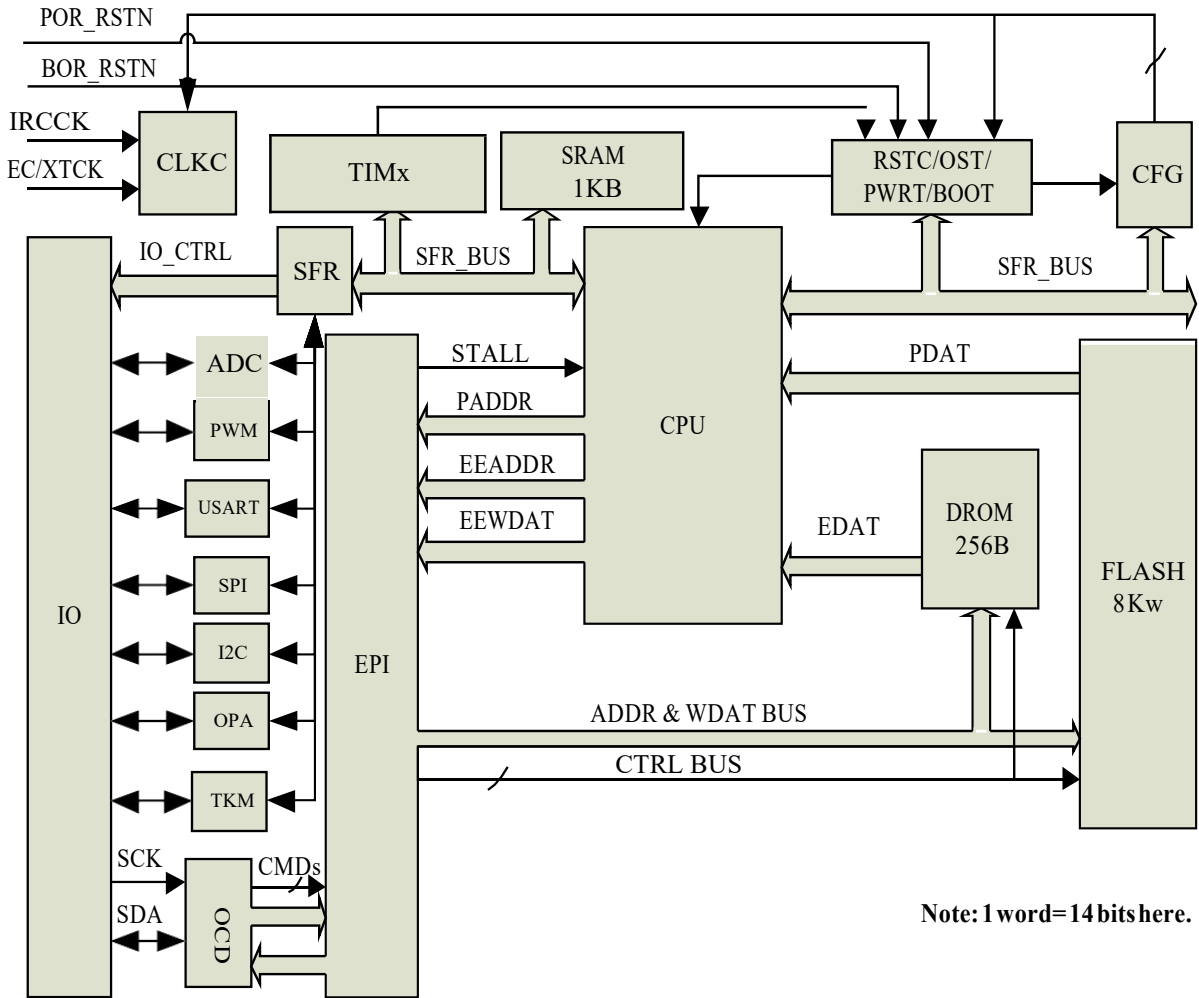 POR_RSTN
BOR_RSTN
IRCCK
EC/XTCK
CLKC
TIMx
SRAM
1KB
RSTC/OST/
PWRT/BOOT
CFG
IO_CTRL
SFR
SFR_BUS
SFR_BUS
ADC
STALL
PDAT
PADDR
CPU
PWM
EEADDR
USART
EEWDAT
EDAT
DROM
256B
FLASH
8Kw
SPI
IO
I2C
EPI
OPA
ADDR & WDAT BUS
CTRL BUS
TKM
SCK
CMDs
SDA
OCD
Note: 1 word= 14 bits here.